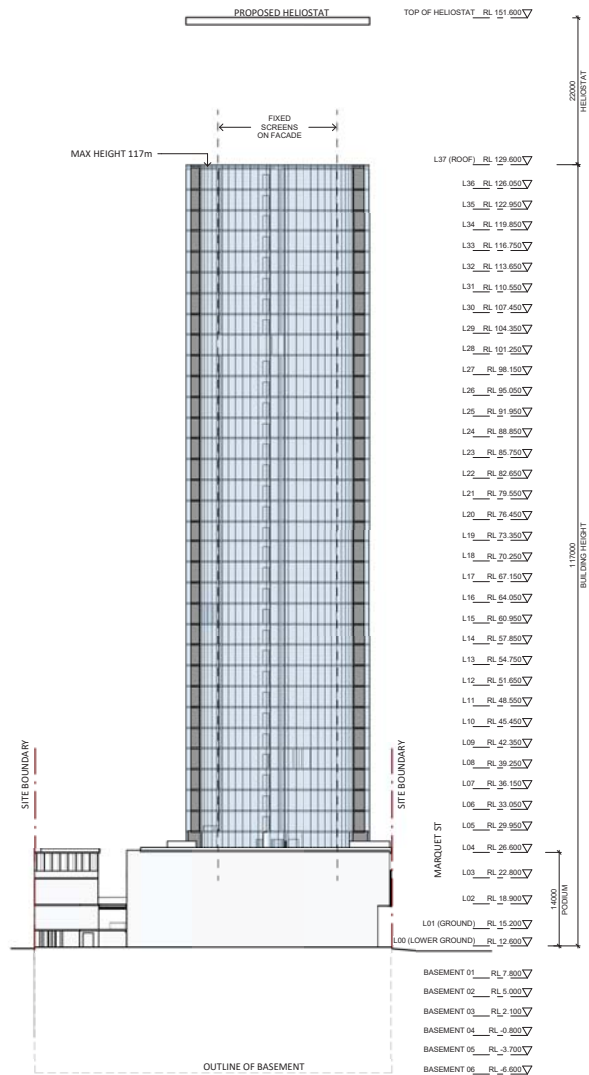 PROPOSED HELIOSTAT
TOP OF HELIOSTAT RL 151.600
22000
HELIOSTAT
FIXED
SCREENS
ON FACADE
MAX HEIGHT 117m
L37 (ROOF) RL 129.600
L36 RL 126.050
L35 RL 122.950
L34 RL 119.850
L33 RL 116.750
L32 RL 113.650
L31 RL 110.550
L30 RL 107.450
L29 RL 104.350
L28 RL 101.250
L27 RL 98.150
L26 RL 95.050
L25 RL 91.950
L24 RL 88.850
L23 RL 85.750
L22 RL 82.650
L21 RL 79.550
L20 RL 76.450
L19 RL 73.350
L18 RL 70.250
L17 RL 67.150
L16 RL 64.050
L15 RL 60.950
L14 RL 57.850
L13 RL 54.750
L12 RL 51.650
L11 RL 48.550
L10 RL 45.450
L09 RL 42.350
L08 RL 39.250
L07 RL 36.150
L06 RL 33.050
L05 RL 29.950
L04 RL 26.600
L03 RL 22.800
L02 RL 18.900
L01 (GROUND) RL 15.200
L00 (LOWER GROUND) RL 12.600
117000
BUILDING HEIGHT
SITE BOUNDARY
SITE BOUNDARY
MARQUET ST
14000
PODIUM
BASEMENT 01 RL 7.800
BASEMENT 02 RL 5.000
BASEMENT 03 RL 2.100
BASEMENT 04 RL -0.800
BASEMENT 05 RL -3.700
BASEMENT 06 RL -6.600
OUTLINE OF BASEMENT